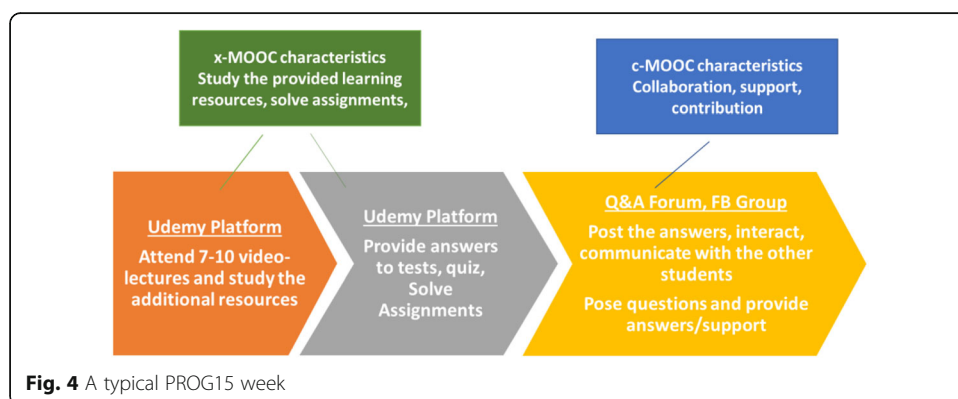 x-MOOC characteristics
Study the provided learning
resources, solve assignments,
c-MOOC characteristics
Collaboration, support,
contribution
Udemy Platform
Attend 7-10 video-
lectures and study the
additional resources
Udemy Platform
Provide answers
to tests, quiz,
Solve
Assignments
Q&A Forum, FB Group
Post the answers, interact,
communicate with the other
students
Pose questions and provide
answers/support
Fig. 4 A typical PROG15 week